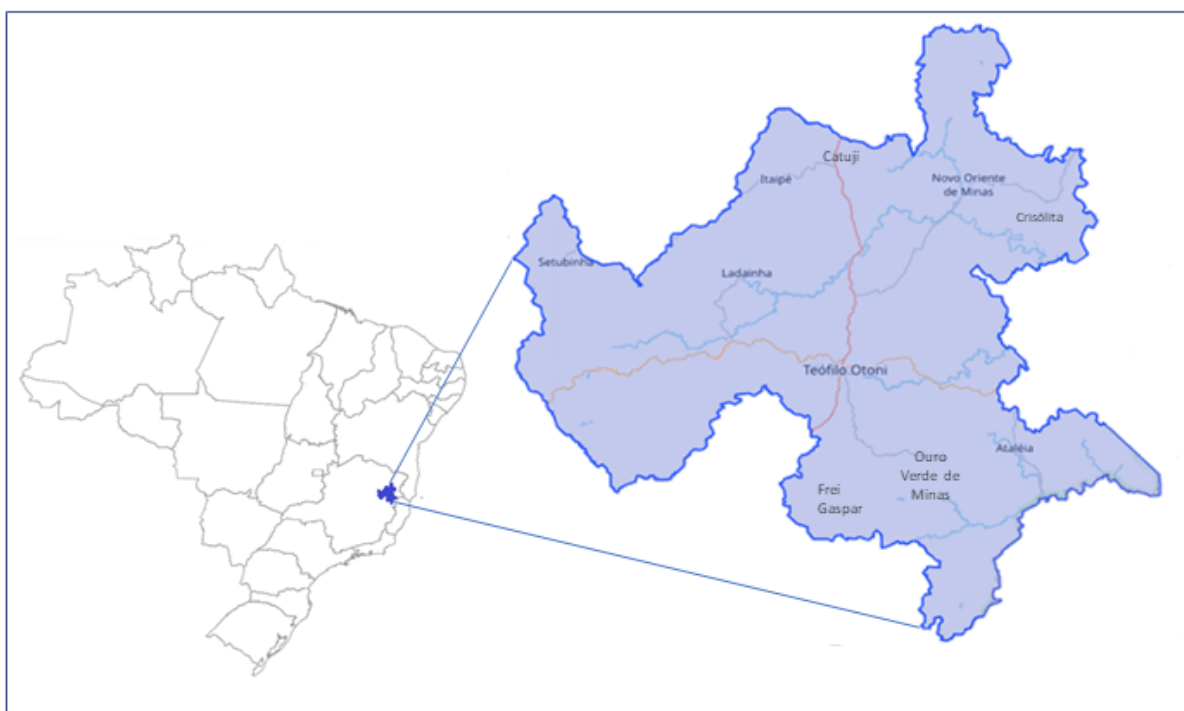 Catuji
Itaipé
Novo Oriente
de Minas
Crisólita
Setubinha
Ladainha
Teófilo Otoni
Ataléia
Ouro
Verde de
Minas
Frei
Gaspar